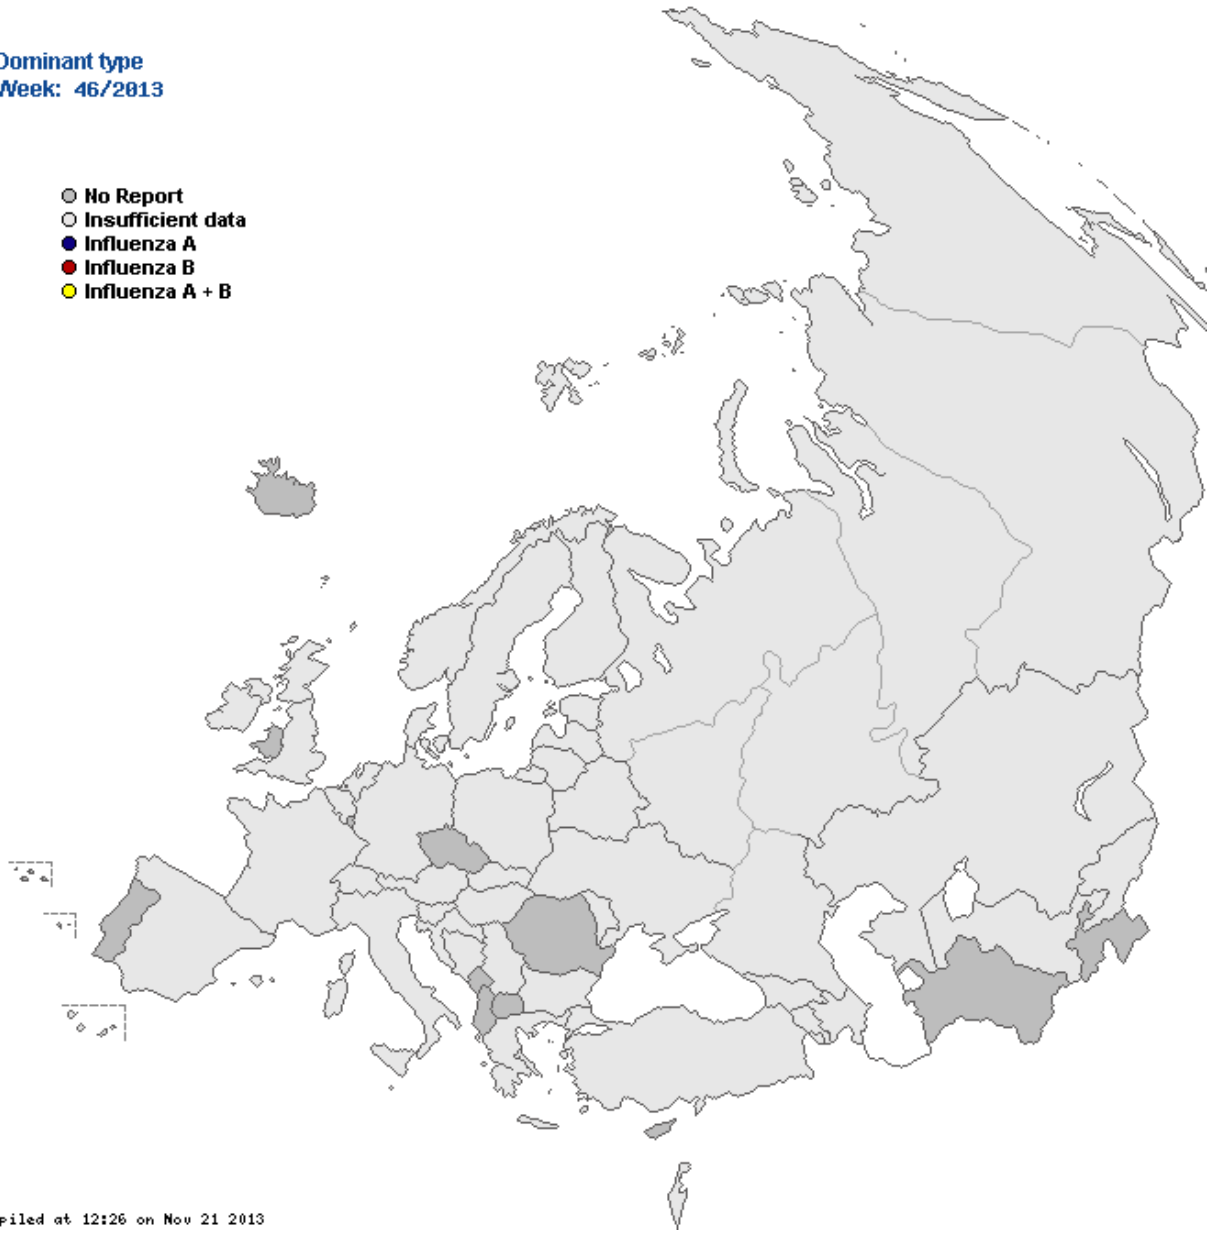 Dominant type
Week: 46/2013
No Report
Insufficient data
Influenza A
Influenza B
Influenza A + B
piled at 12:26 on Nov 21 2013